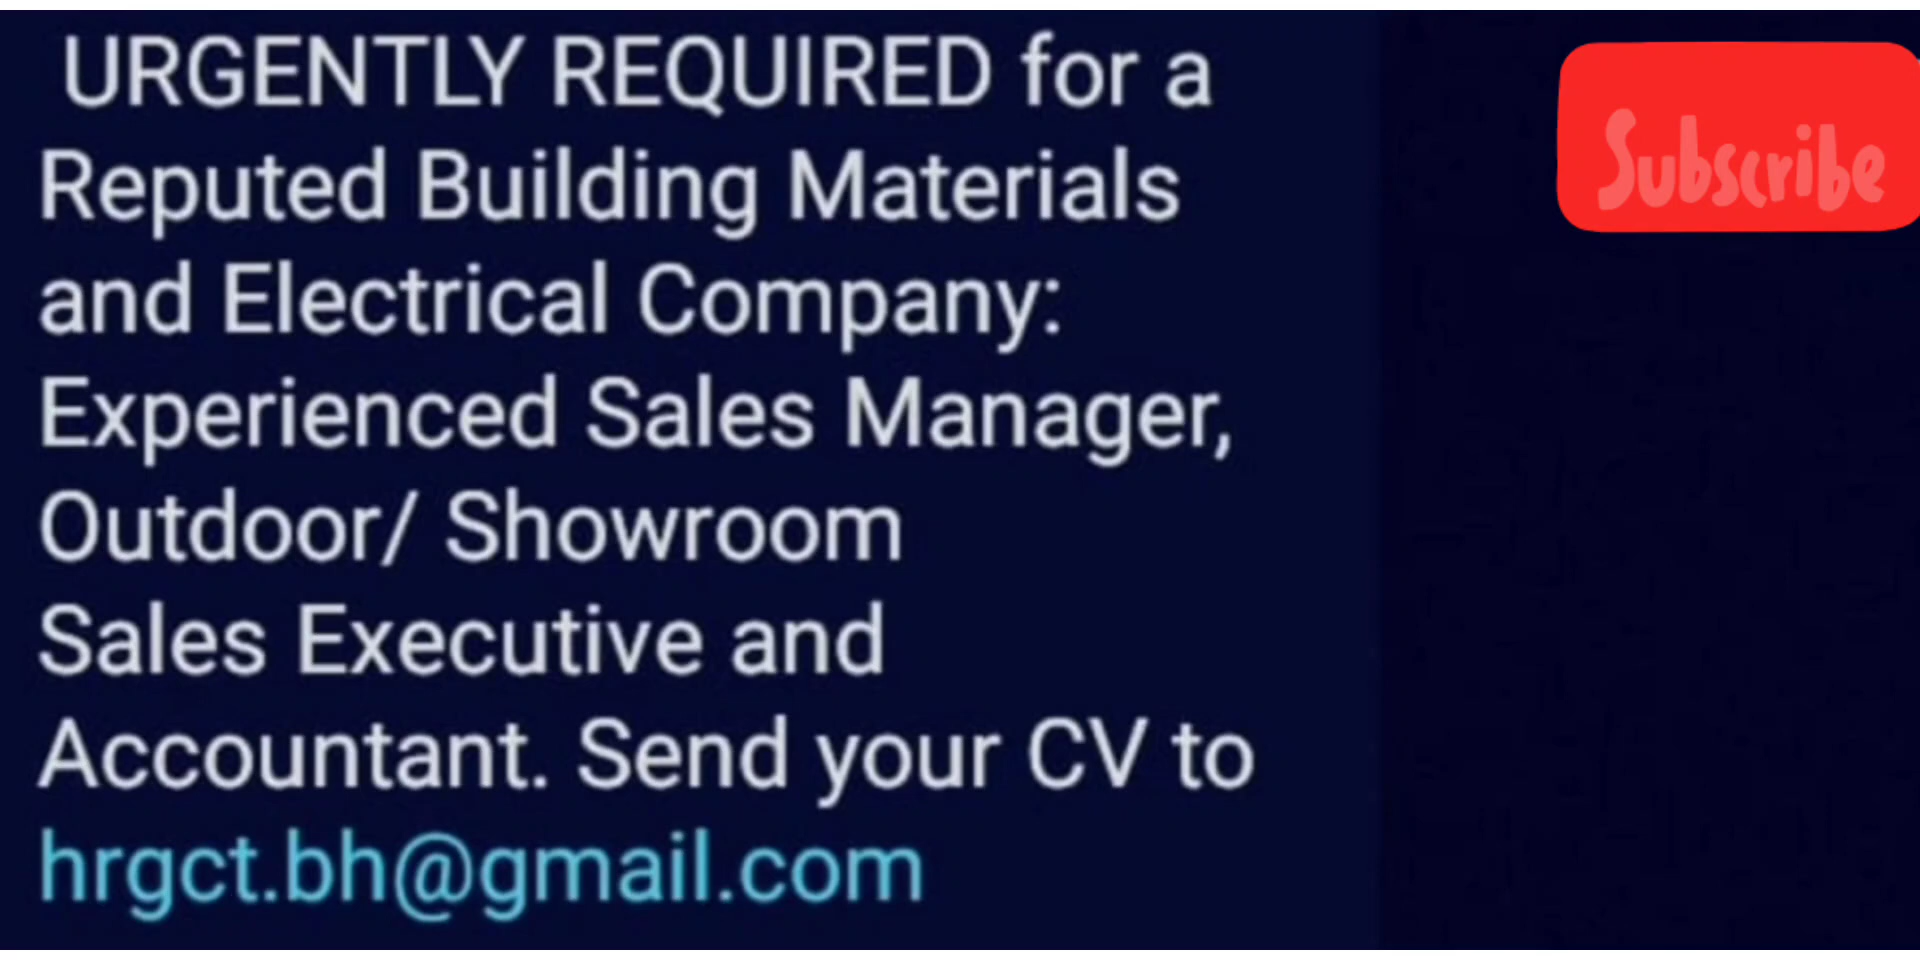 URGENTLY REQUIRED for a
Reputed Building Materials
and Electrical Company:
Experienced Sales Manager,
Outdoor/ Showroom
Sales Executive and
Accountant. Send your CV to
hrgct.bh@gmail.com
Subscribe